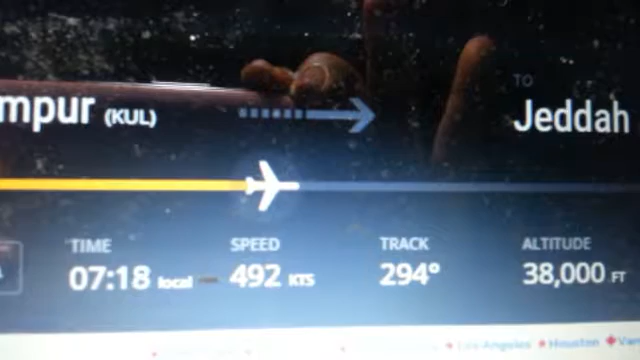 TO
mpur (KUL) Jeddah
TIME SPEED TRACK ALTITUDE
07:18 local 492 KTS 294° 38,000 FT
Los Angeles Houston Van